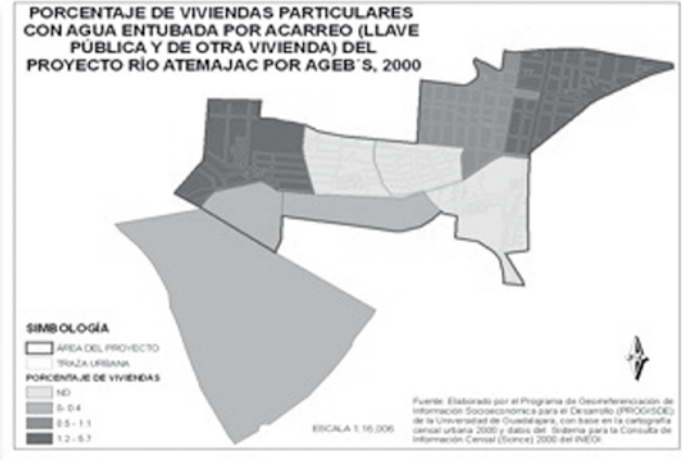 PORCENTAJE DE VIVIENDAS PARTICULARES
CON AGUA ENTUBADA POR ACARREO (LLAVE
PÚBLICA Y DE OTRA VIVIENDA) DEL
PROYECTO RÌO ATEMAJAC POR AGEB´S, 2000
SIMBOLOGÍA
ÁREA DEL PROYECTO
TRAZA URBANA
PORCENTAJE DE VIVIENDAS
ND
0- 0.4
0.5 - 1.1
1.2 - 6.7
ESCALA 1:16,006
Fuente: Elaborado por el Programa de Georreferenciación de
Información Socioeconómica para el Desarrollo (PROGISDE)
de la Universidad de Guadalajara, con base en la cartografía
censal urbana 2000 y datos del Sistema para la Consulta de
Información Censal (Scince) 2000 del INEGI.